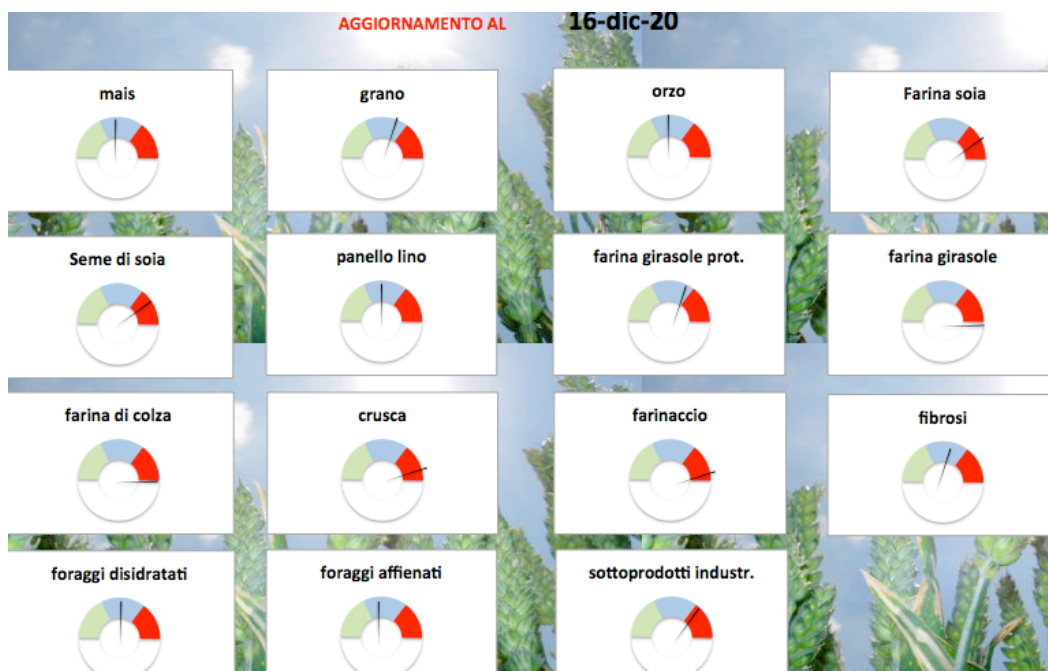 AGGIORNAMENTO AL 16-dic-20
mais
grano
orzo
Farina soia
Seme di soia
panello lino
farina girasole prot.
farina girasole
farina di colza
crusca
farinaccio
fibrosi
foraggi disidratati
foraggi affienati
sottoprodotti industr.